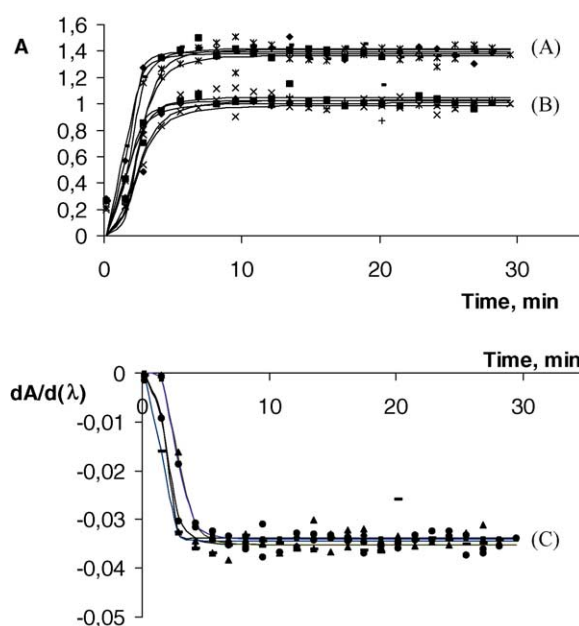 A
1,6
1,4
(A)
1,2
1
(B)
0,8
0,6
0,4
0,2
0
0 10 20 30
Time, min
Time, min
dA/d(λ)
0
0 10 20 30
-0,01
-0,02
-0,03
(C)
-0,04
-0,05